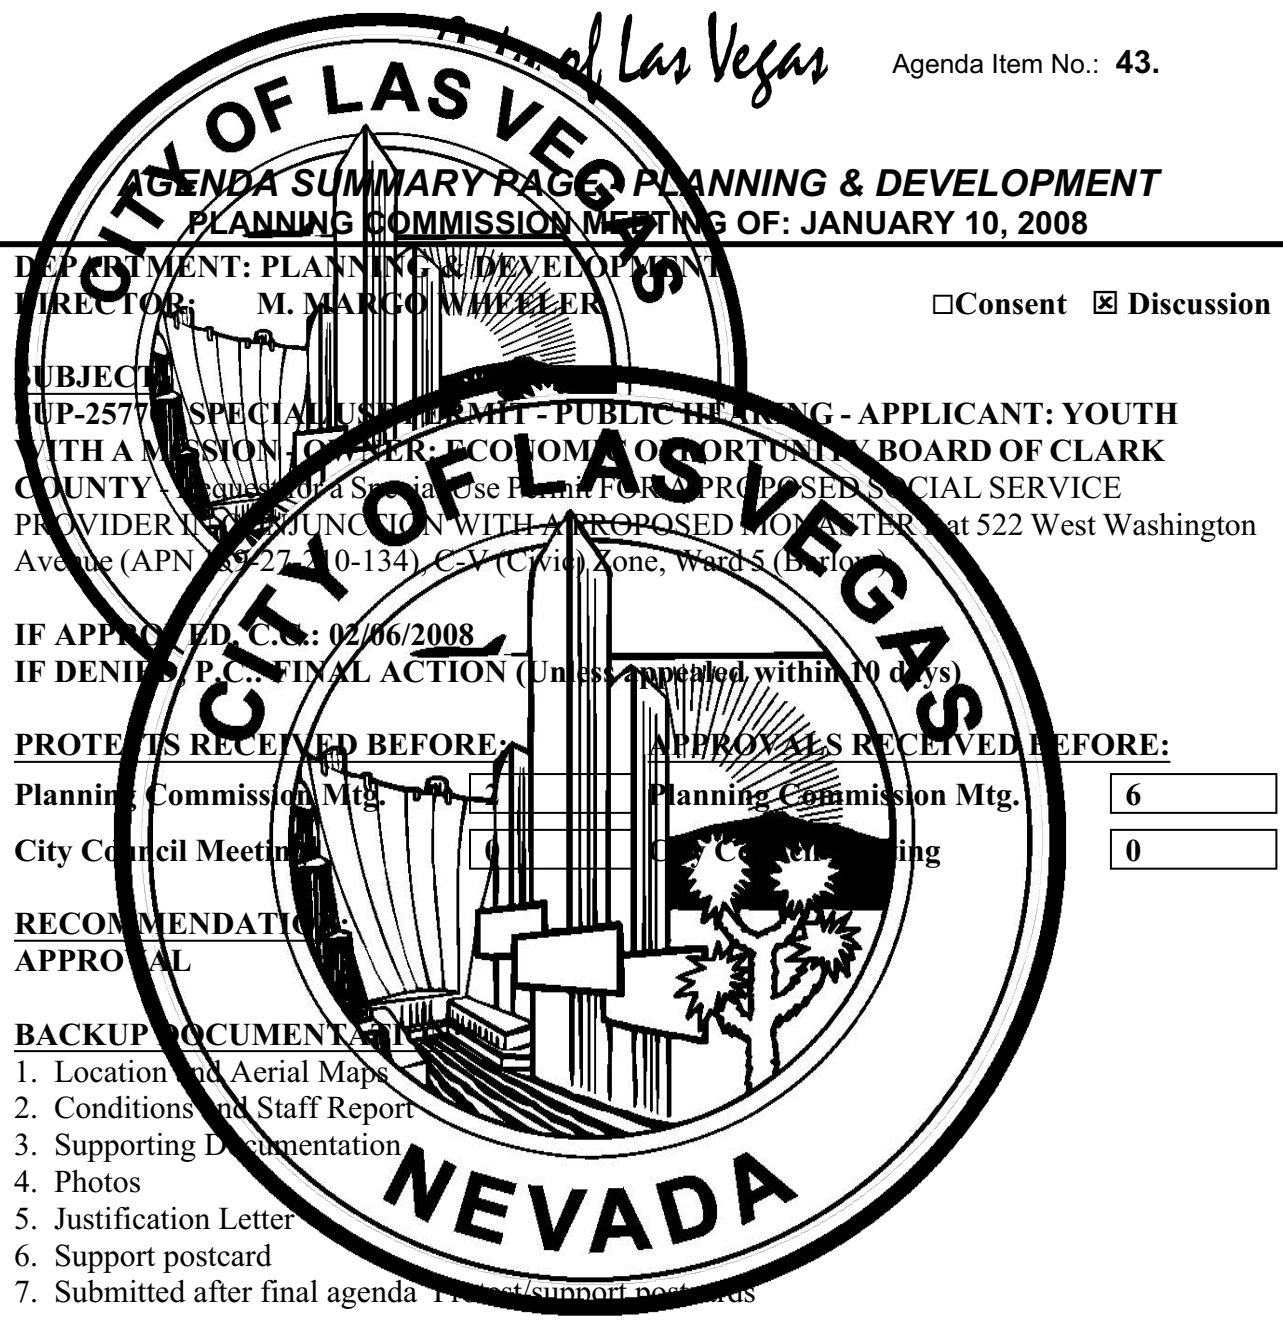 of Las Vegas
Agenda Item No.: 43.
AGENDA SUMMARY PAGE - PLANNING & DEVELOPMENT
PLANNING COMMISSION MEETING OF: JANUARY 10, 2008
DEPARTMENT: PLANNING & DEVELOPMENT
DIRECTOR: M. MARGO WHEELER
□Consent ☒ Discussion
SUBJECT:
SPECIAL USE PERMIT - PUBLIC HEARING - APPLICANT: YOUTH
WITH A MISSION - OWNER: ECONOMIC OPPORTUNITY BOARD OF CLARK
COUNTY - Request for a Special Use Permit FOR A PROPOSED SOCIAL SERVICE
PROVIDER IN CONJUNCTION WITH A PROPOSED MONASTERY at 522 West Washington
Avenue (APN 139-27-210-134), C-V (Civic) Zone, Ward 5 (Barlow)
IF APPROVED, C.C.: 02/06/2008
IF DENIED, P.C.: FINAL ACTION (Unless appealed within 10 days)
PROTESTS RECEIVED BEFORE:
APPROVALS RECEIVED BEFORE:
Planning Commission Mtg. 2
Planning Commission Mtg. 6
City Council Meeting 0
City Council Meeting 0
RECOMMENDATION:
APPROVAL
BACKUP DOCUMENTATION:
1. Location and Aerial Maps
2. Conditions and Staff Report
3. Supporting Documentation
4. Photos
5. Justification Letter
6. Support postcard
7. Submitted after final agenda Protest/support postcards
CITY OF LAS VEGAS
CITY OF LAS VEGAS
NEVADA